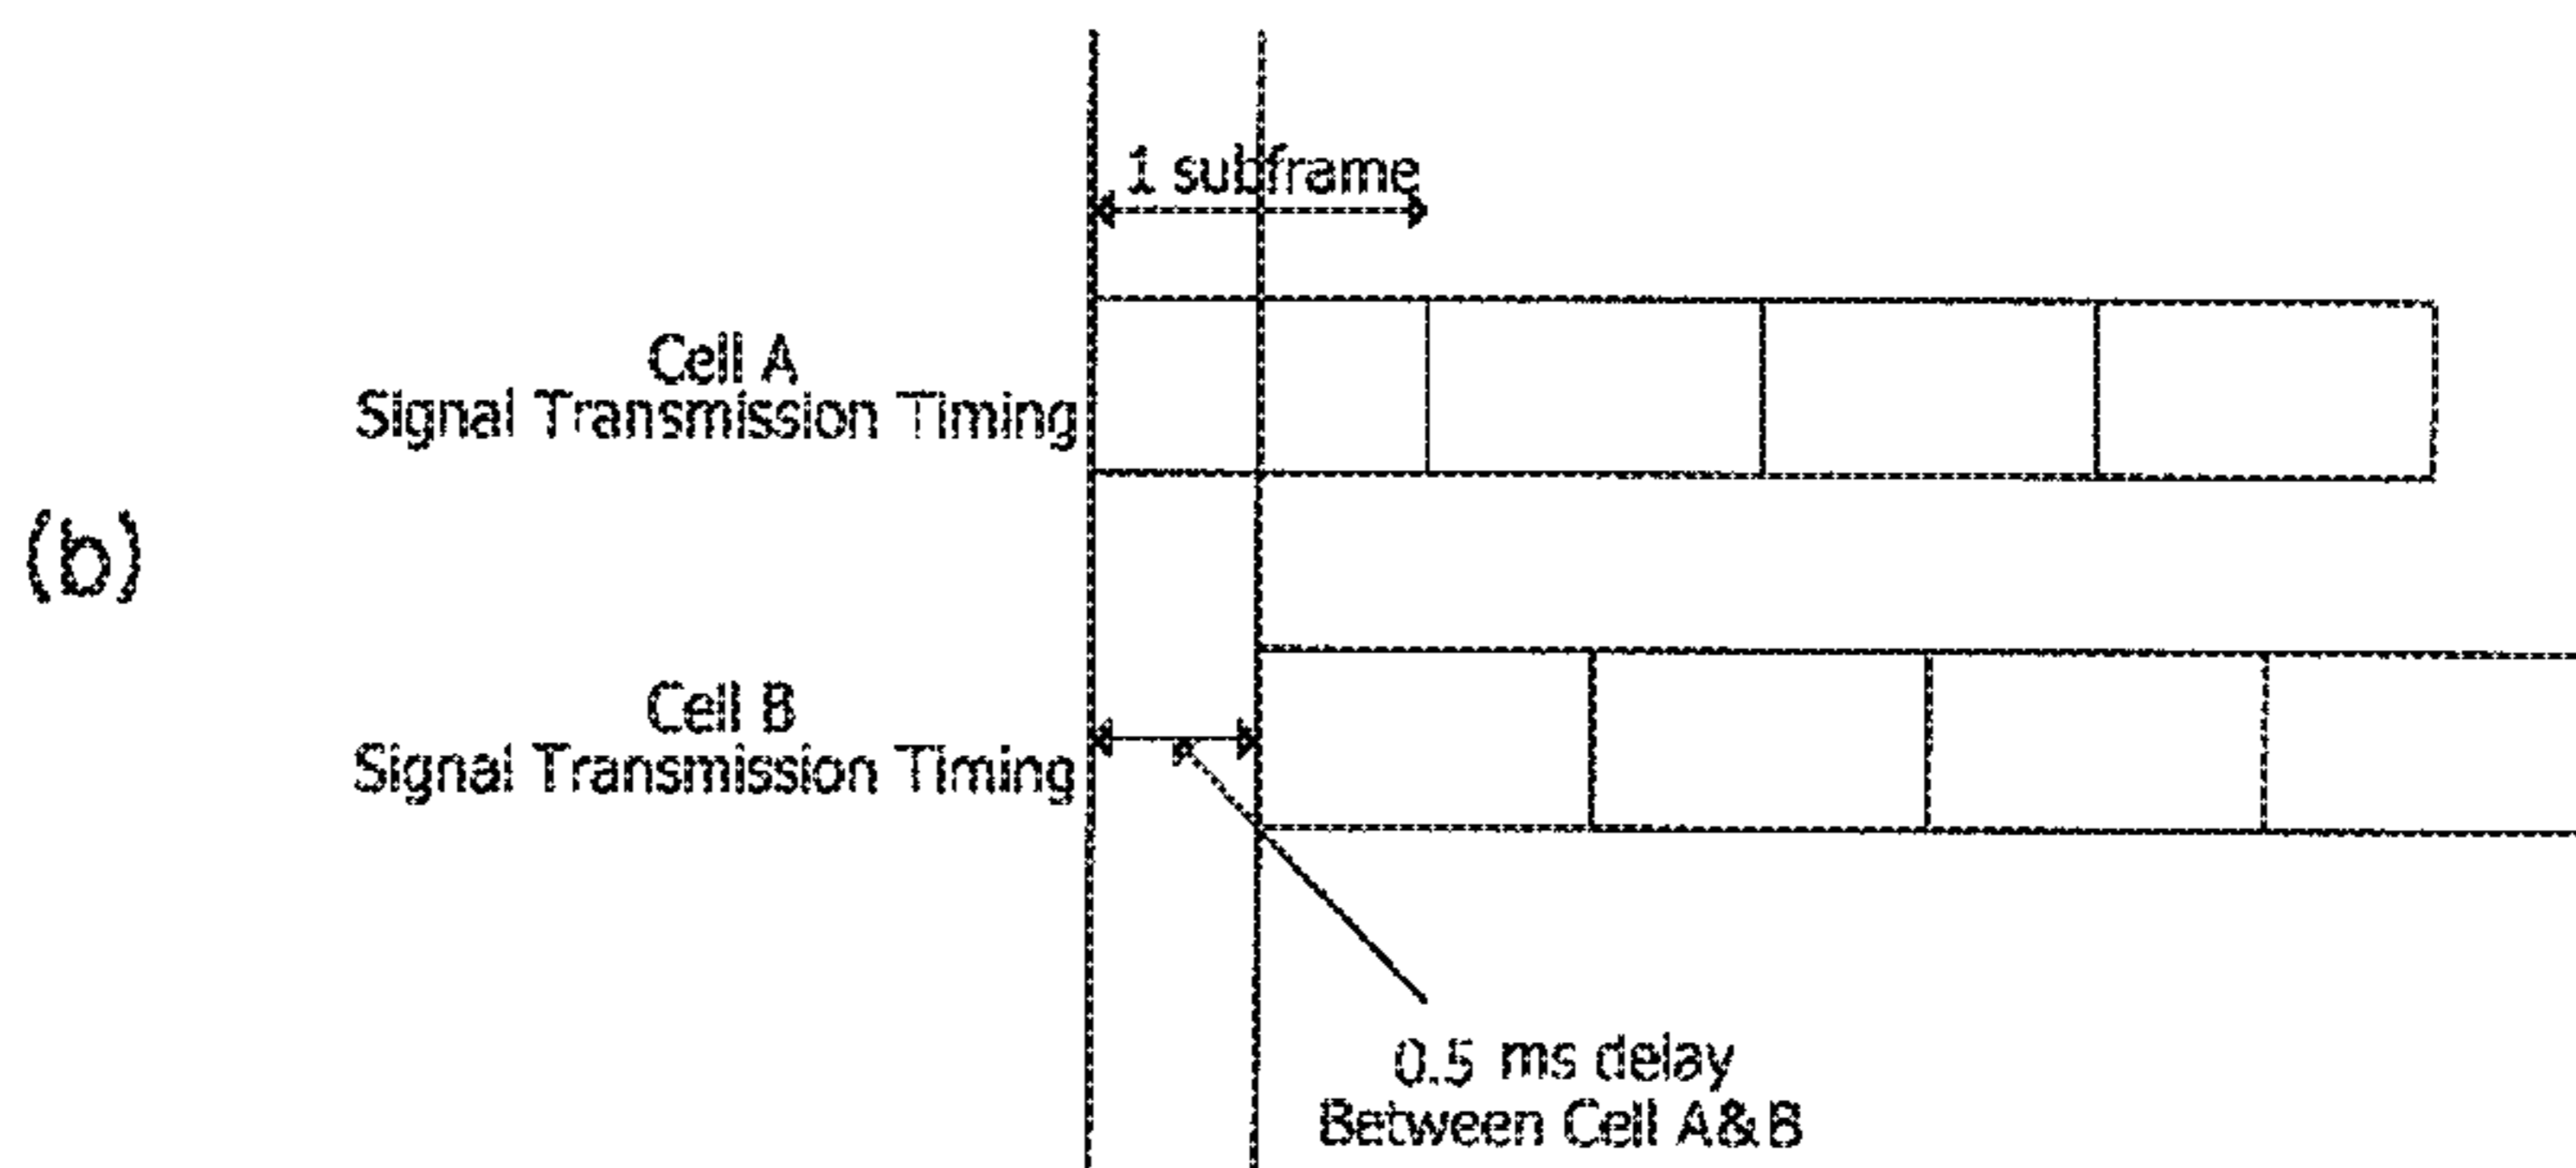 1 subframe
Cell A
Signal Transmission Timing
(b)
Cell B
Signal Transmission Timing
0.5 ms delay
Between Cell A&B